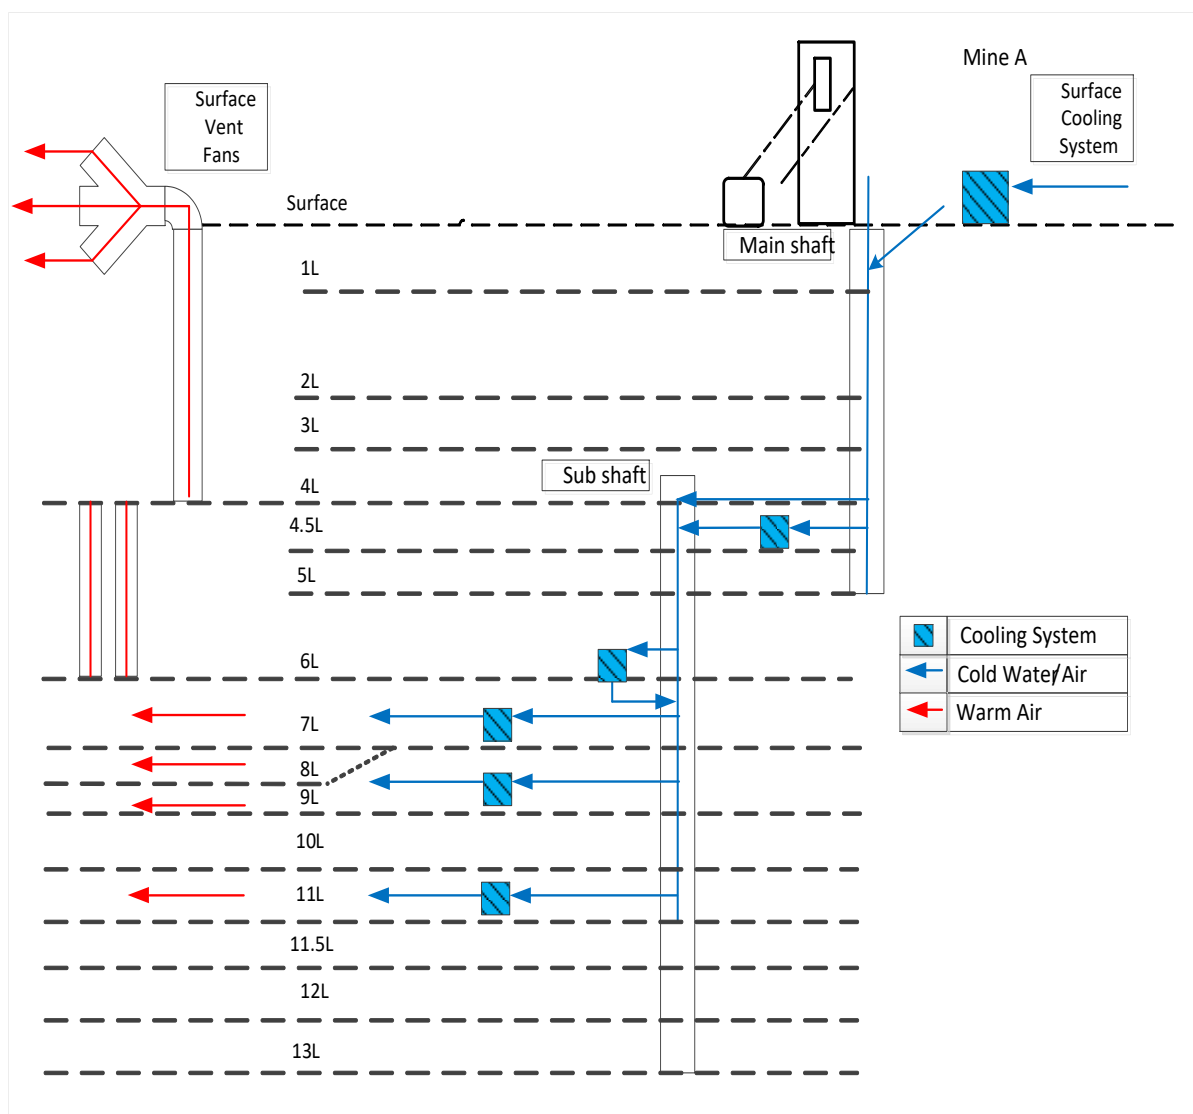 Mine A
Surface
Vent
Fans
Surface
Cooling
System
Surface
Main shaft
1L
2L
3L
Sub shaft
4L
4.5L
5L
6L
7L
8L
9L
10L
11L
11.5L
12L
13L
Cooling System
Cold Water/Air
Warm Air